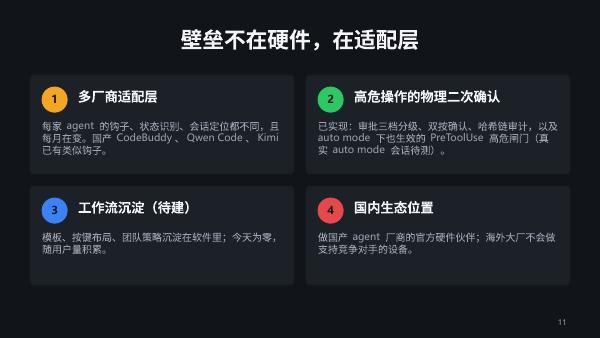 壁垒不在硬件，在适配层
1
多厂商适配层
每家 agent 的钩子、状态识别、会话定位都不同，且
每月在变。国产 CodeBuddy 、 Qwen Code 、 Kimi
已有类似钩子。
2
高危操作的物理二次确认
已实现：审批三档分级、双按确认、哈希链审计，以及
auto mode 下也生效的 PreToolUse 高危闸门（真
实 auto mode 会话待测）。
3
工作流沉淀（待建）
模板、按键布局、团队策略沉淀在软件里；今天为零，
随用户量积累。
4
国内生态位置
做国产 agent 厂商的官方硬件伙伴；海外大厂不会做
支持竞争对手的设备。
11